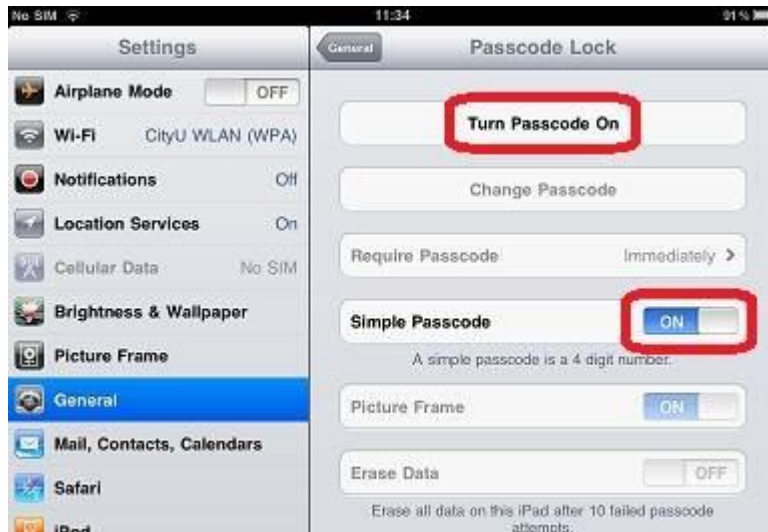 No SIM 11:34 91%
Settings
Airplane Mode OFF
Wi-Fi CityU WLAN (WPA)
Notifications Off
Location Services On
Cellular Data No SIM
Brightness & Wallpaper
Picture Frame
General
Mail, Contacts, Calendars
Safari
iPod
General Passcode Lock
Turn Passcode On
Change Passcode
Require Passcode Immediately >
Simple Passcode ON
A simple passcode is a 4 digit number.
Picture Frame ON
Erase Data OFF
Erase all data on this iPad after 10 failed passcode
attempts.